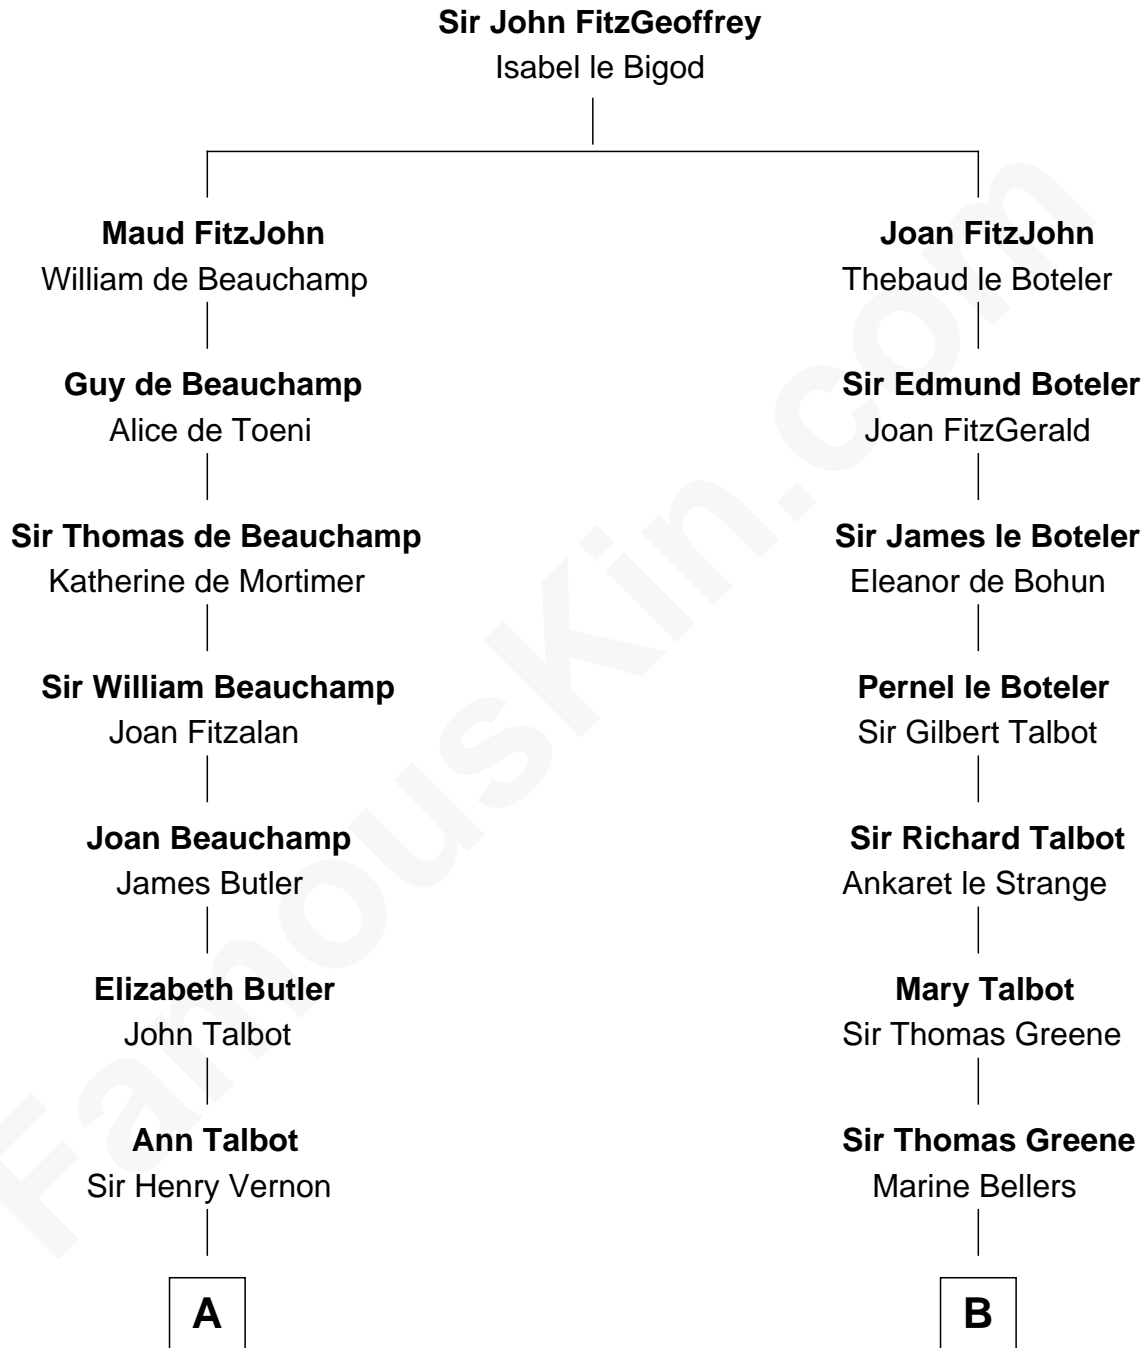 Sir John FitzGeoffrey
Isabel le Bigod
Maud FitzJohn
William de Beauchamp
Guy de Beauchamp
Alice de Toeni
Sir Thomas de Beauchamp
Katherine de Mortimer
Sir William Beauchamp
Joan Fitzalan
Joan Beauchamp
James Butler
Elizabeth Butler
John Talbot
Ann Talbot
Sir Henry Vernon
A
Joan FitzJohn
Thebaud le Boteler
Sir Edmund Boteler
Joan FitzGerald
Sir James le Boteler
Eleanor de Bohun
Pernel le Boteler
Sir Gilbert Talbot
Sir Richard Talbot
Ankaret le Strange
Mary Talbot
Sir Thomas Greene
Sir Thomas Greene
Marine Bellers
B
FamousKin.com